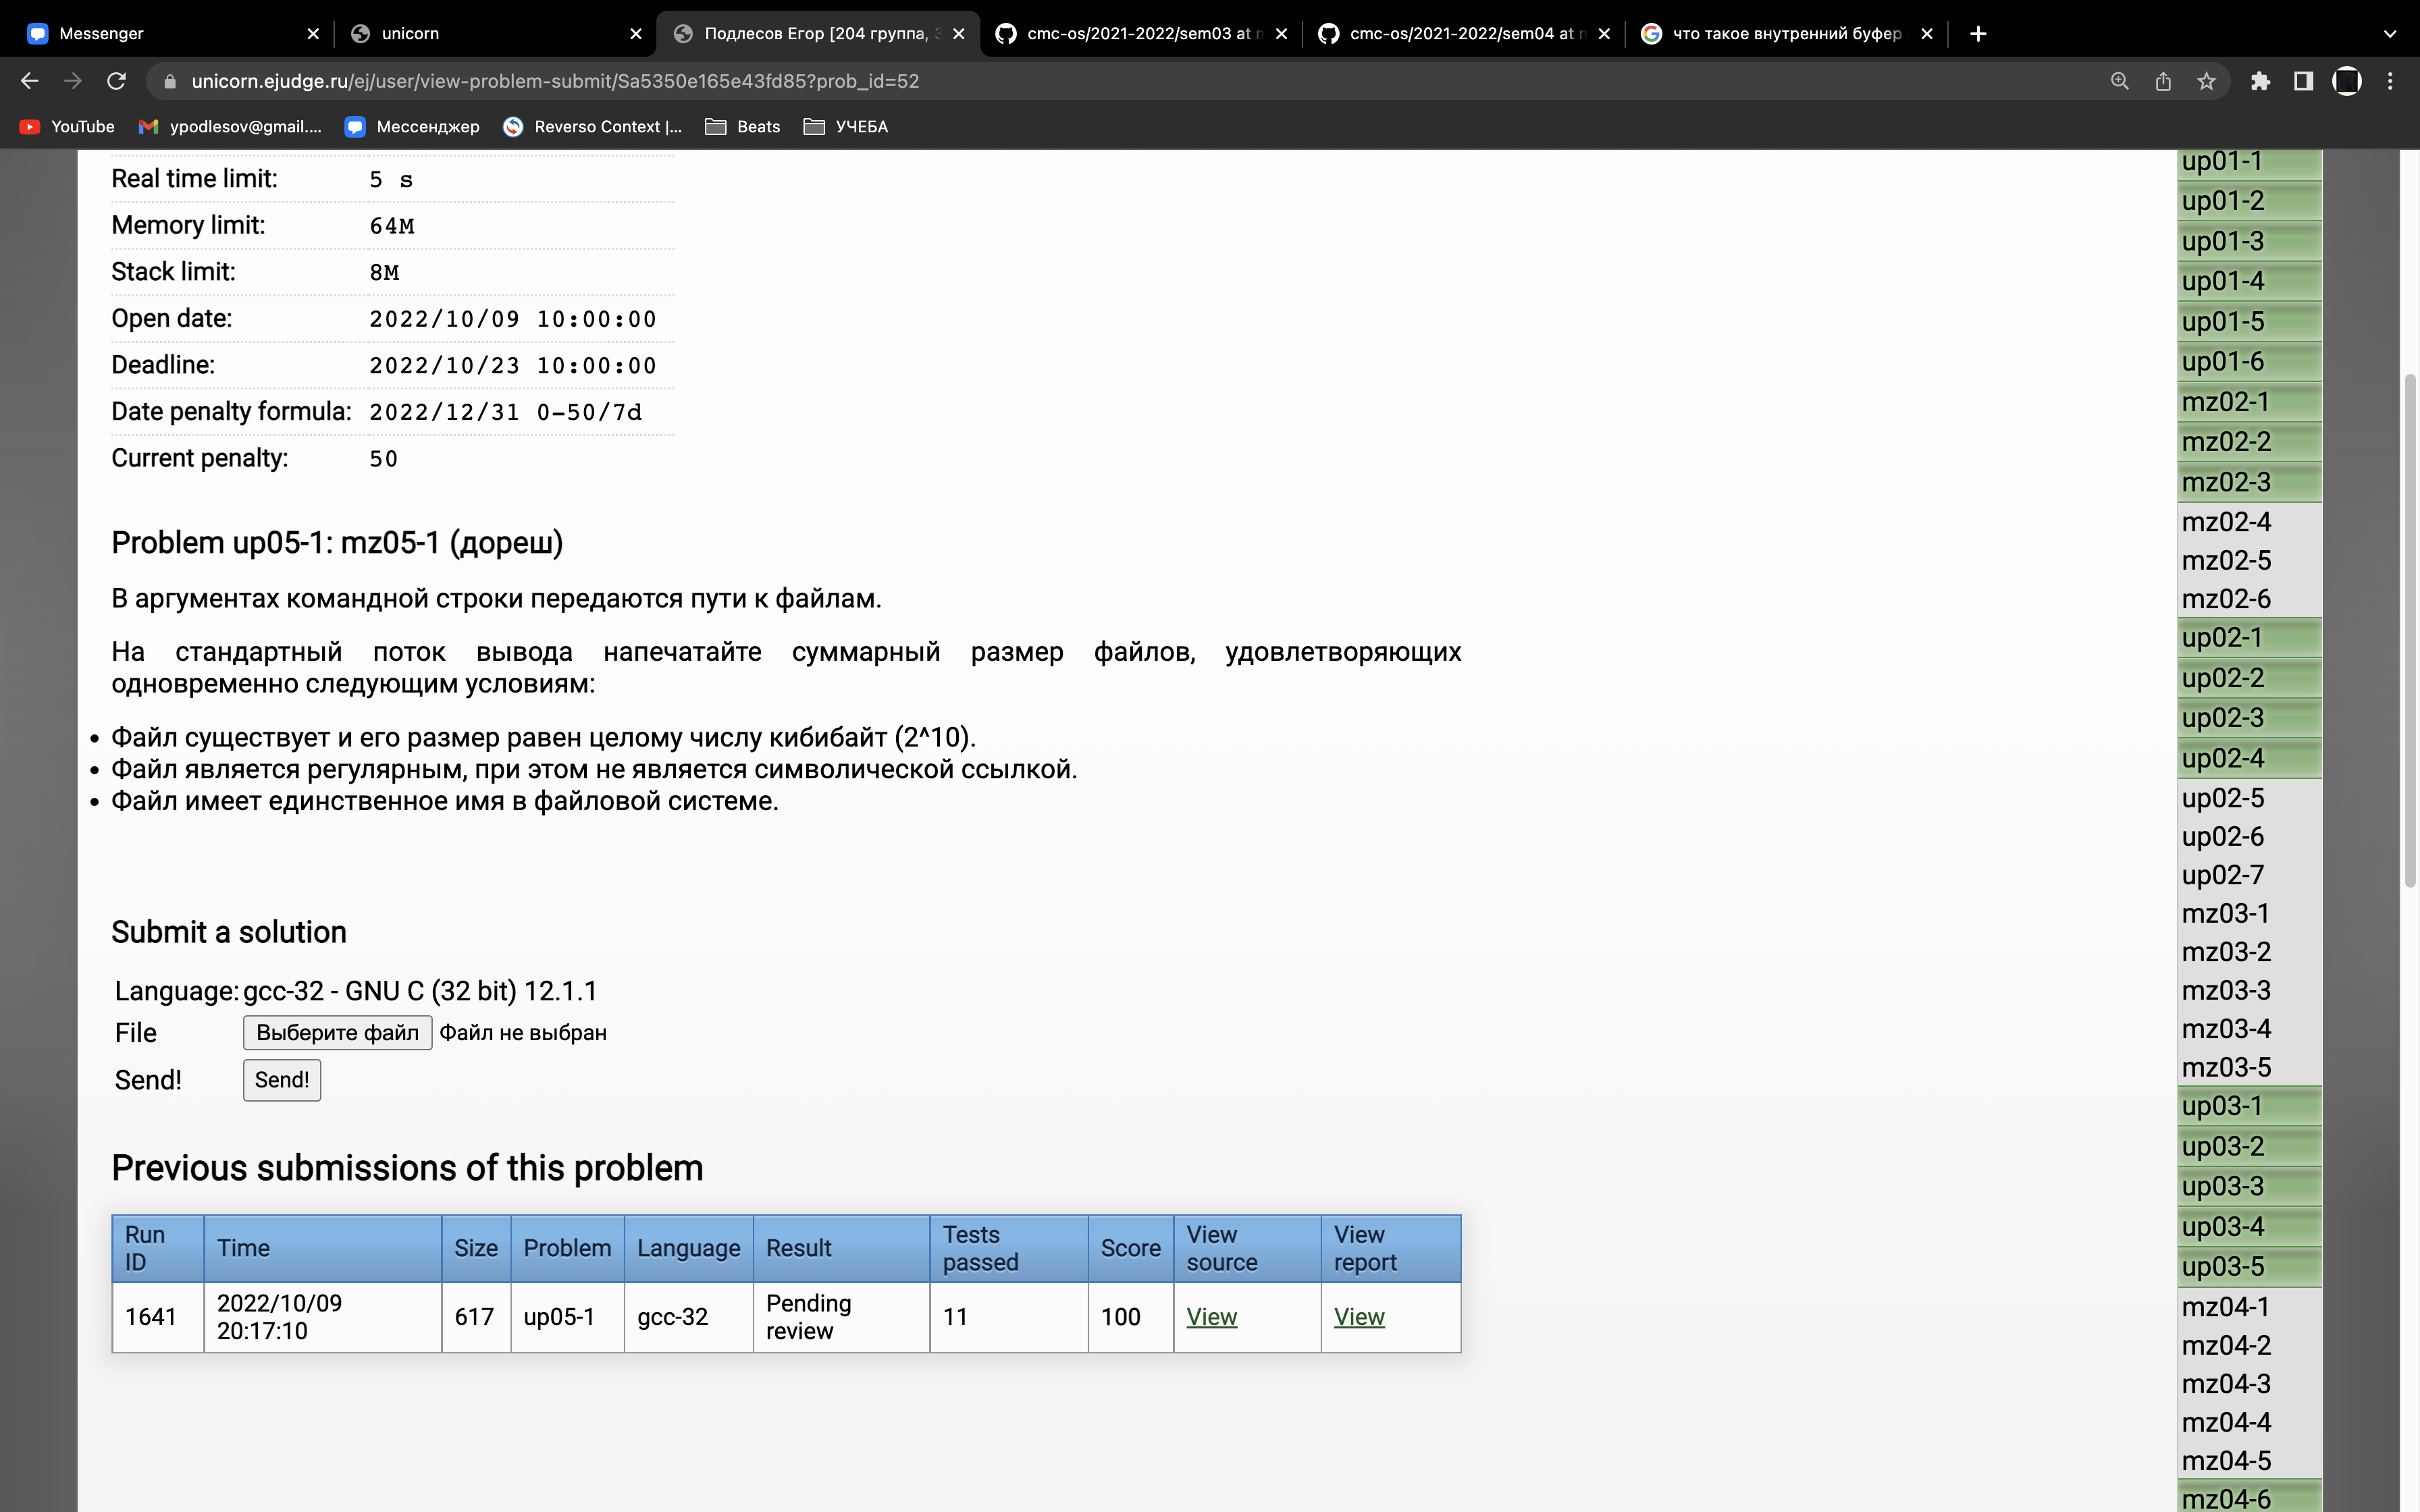 Messenger
unicorn
Подлесов Егор [204 группа, 3
cmc-os/2021-2022/sem03 at m
cmc-os/2021-2022/sem04 at m
что такое внутренний буфер
unicorn.ejudge.ru/ej/user/view-problem-submit/Sa5350e165e43fd85?prob_id=52
YouTube
ypodlesov@gmail....
Мессенджер
Reverso Context |...
Beats
УЧЕБА
Real time limit: 5 s
Memory limit: 64M
Stack limit: 8M
Open date: 2022/10/09 10:00:00
Deadline: 2022/10/23 10:00:00
Date penalty formula: 2022/12/31 0-50/7d
Current penalty: 50
Problem up05-1: mz05-1 (дореш)
В аргументах командной строки передаются пути к файлам.
На стандартный поток вывода напечатайте суммарный размер файлов, удовлетворяющих
одновременно следующим условиям:
• Файл существует и его размер равен целому числу кибибайт (2^10).
• Файл является регулярным, при этом не является символической ссылкой.
• Файл имеет единственное имя в файловой системе.
Submit a solution
Language: gcc-32 - GNU C (32 bit) 12.1.1
File Выберите файл Файл не выбран
Send! Send!
Previous submissions of this problem
Run ID Time Size Problem Language Result Tests passed Score View source View report
1641 2022/10/09 20:17:10 617 up05-1 gcc-32 Pending review 11 100 View View
up01-1
up01-2
up01-3
up01-4
up01-5
up01-6
mz02-1
mz02-2
mz02-3
mz02-4
mz02-5
mz02-6
up02-1
up02-2
up02-3
up02-4
up02-5
up02-6
up02-7
mz03-1
mz03-2
mz03-3
mz03-4
mz03-5
up03-1
up03-2
up03-3
up03-4
up03-5
mz04-1
mz04-2
mz04-3
mz04-4
mz04-5
mz04-6